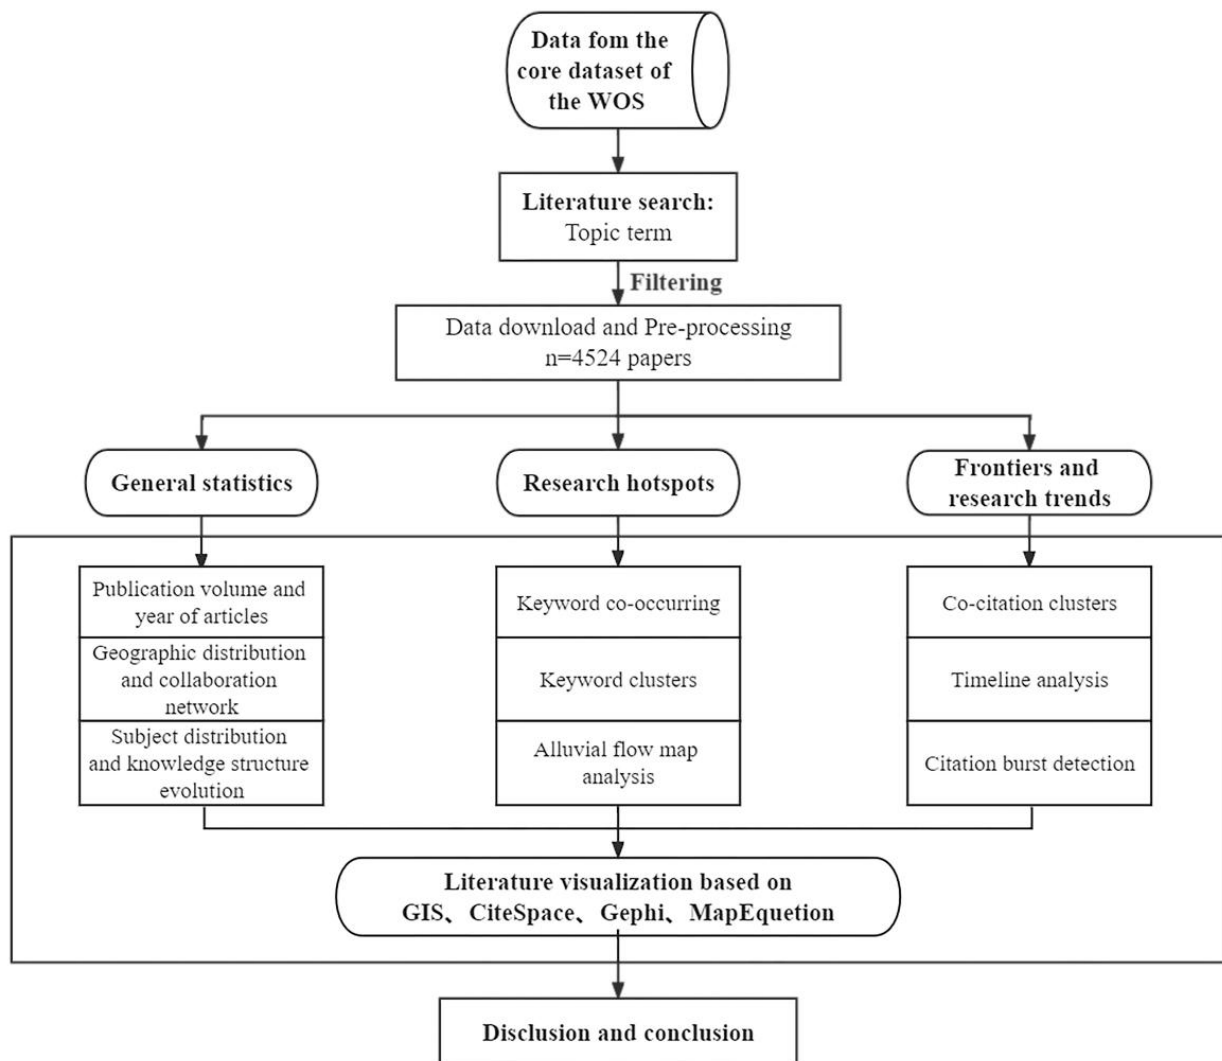 Data fom the
core dataset of
the WOS
Literature search:
Topic term
Filtering
Data download and Pre-processing
n=4524 papers
General statistics
Research hotspots
Frontiers and
research trends
Publication volume and
year of articles
Geographic distribution
and collaboration
network
Subject distribution
and knowledge structure
evolution
Keyword co-occurring
Keyword clusters
Alluvial flow map
analysis
Co-citation clusters
Timeline analysis
Citation burst detection
Literature visualization based on
GIS、CiteSpace、Gephi、MapEquetion
Disclusion and conclusion